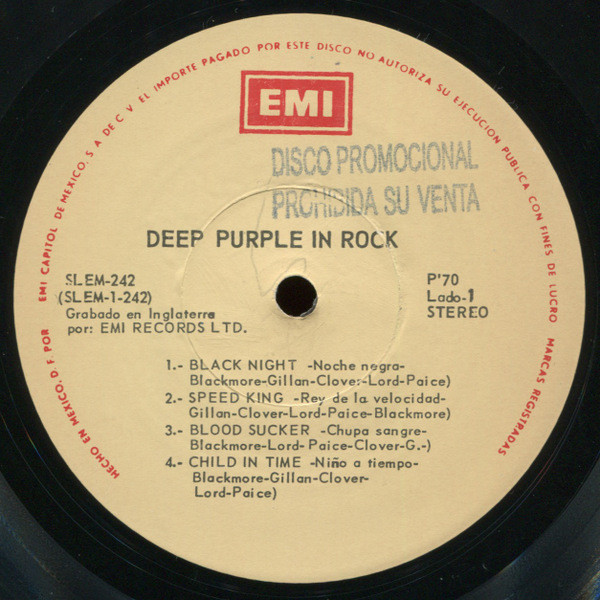 EMI
HECHO EN MEXICO, D. F. POR EMI CAPITOL DE MEXICO. S A DE C V EL IMPORTE PAGADO POR ESTE DISCO NO AUTORIZA SU EJECUCION PUBLICA CON FINES DE LUCRO MARCAS REGISTRADAS
DISCO PROMOCIONAL
PROHIDIDA SU VENTA
DEEP PURPLE IN ROCK
SLEM-242
(SLEM-1-242)
Grabado en Inglaterra
por: EMI RECORDS LTD.
P'70
Lado-1
STEREO
1.- BLACK NIGHT -Noche negra-
Blackmore-Gillan-Clover-Lord-Paice)
2.- SPEED KING -Rey de la velocidad-
Gillan-Clover-Lord-Paice-Blackmore)
3.- BLOOD SUCKER -Chupa sangre-
Blackmore-Lord- Paice-Clover-G.-)
4.- CHILD IN TIME -Niño a tiempo-
Blackmore-Gillan-Clover-
Lord-Paice)